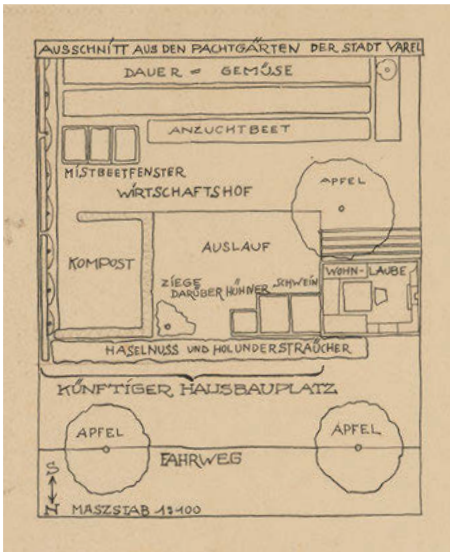 AUSSCHNITT AUS DEN PACHTGÄRTEN DER STADT VAREL
DAUER = GEMÜSE
ANZUCHTBEET
MISTBEETFENSTER
WIRTSCHAFTSHOF
APFEL
AUSLAUF
KOMPOST
WOHN-LAUBE
ZIEGE
DARÜBER HÜHNER SCHWEIN
HASELNUSS UND HOLUNDERSTRÄUCHER
KÜNFTIGER HAUSBAUPLATZ
APFEL
APFEL
FAHRWEG
S
N
MASZSTAB 1:100